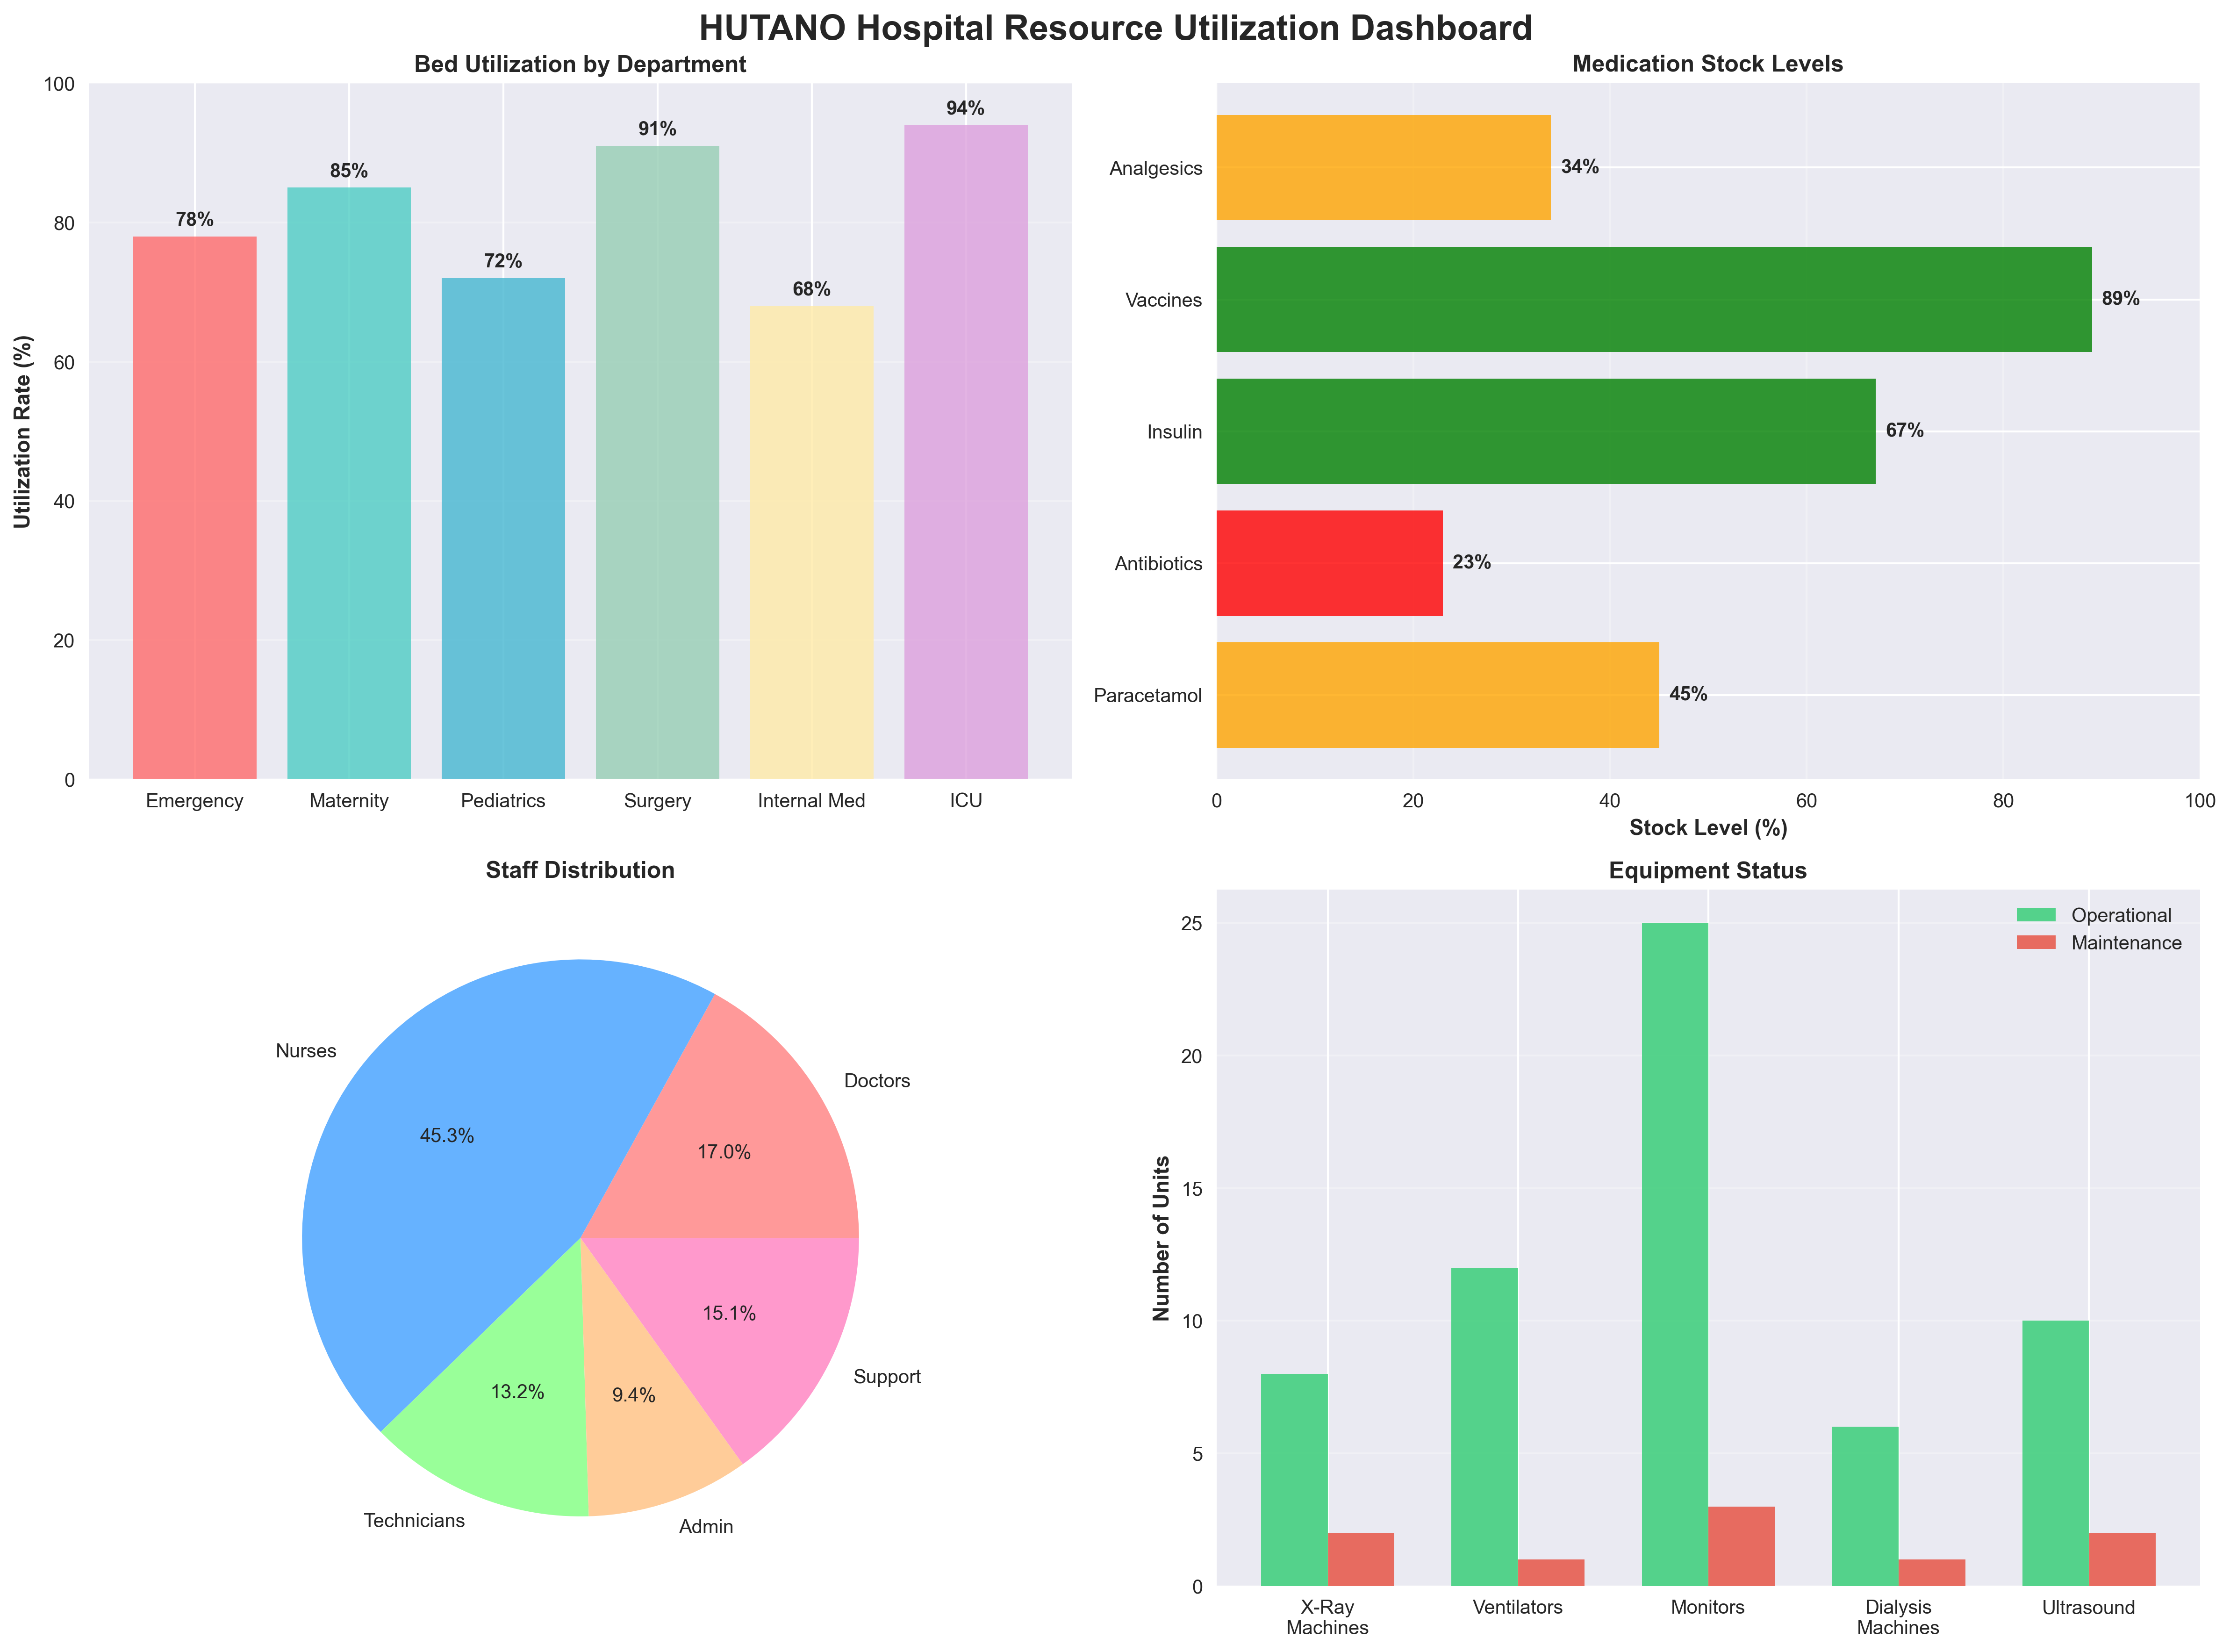 HUTANO Hospital Resource Utilization Dashboard
Bed Utilization by Department
Utilization Rate (%)
100
80
60
40
20
0
78%
85%
72%
91%
68%
94%
Emergency
Maternity
Pediatrics
Surgery
Internal Med
ICU
Medication Stock Levels
Analgesics
34%
Vaccines
89%
Insulin
67%
Antibiotics
23%
Paracetamol
45%
0
20
40
60
80
100
Stock Level (%)
Staff Distribution
Nurses
45.3%
Doctors
17.0%
Support
15.1%
Technicians
13.2%
Admin
9.4%
Equipment Status
Operational
Maintenance
Number of Units
25
20
15
10
5
0
X-Ray
Machines
Ventilators
Monitors
Dialysis
Machines
Ultrasound